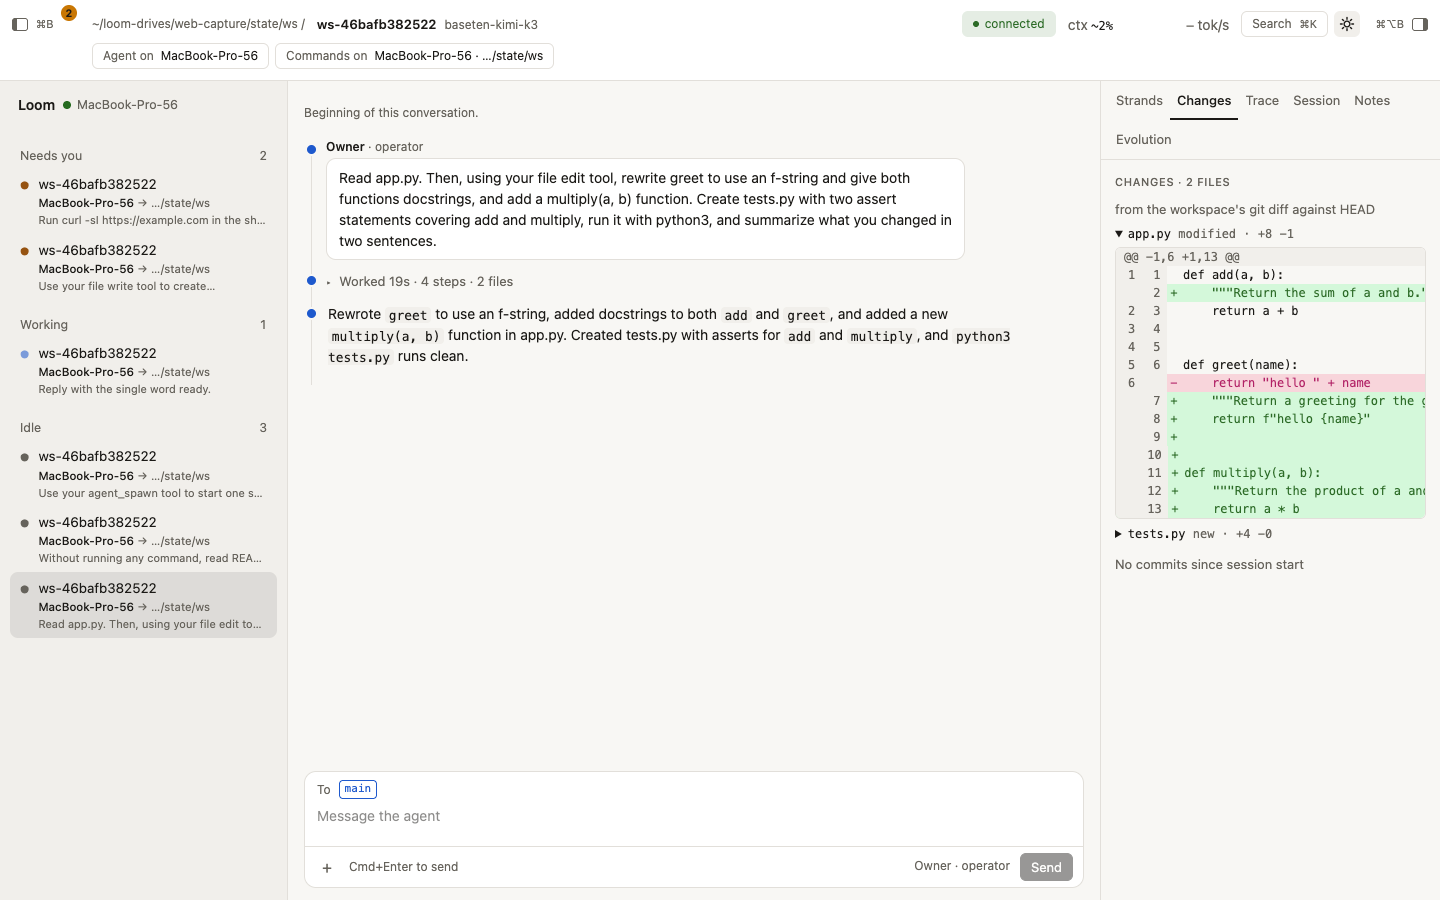 ⌘B
2
~/loom-drives/web-capture/state/ws / ws-46bafb382522 baseten-kimi-k3
connected
ctx ~2%
– tok/s
Search ⌘K
⌘⌥B
Agent on MacBook-Pro-56
Commands on MacBook-Pro-56 · …/state/ws
Loom MacBook-Pro-56
Needs you 2
ws-46bafb382522
MacBook-Pro-56 → …/state/ws
Run curl -sI https://example.com in the sh…
ws-46bafb382522
MacBook-Pro-56 → …/state/ws
Use your file write tool to create…
Working 1
ws-46bafb382522
MacBook-Pro-56 → …/state/ws
Reply with the single word ready.
Idle 3
ws-46bafb382522
MacBook-Pro-56 → …/state/ws
Use your agent_spawn tool to start one s…
ws-46bafb382522
MacBook-Pro-56 → …/state/ws
Without running any command, read REA…
ws-46bafb382522
MacBook-Pro-56 → …/state/ws
Read app.py. Then, using your file edit to…
Beginning of this conversation.
Owner · operator
Read app.py. Then, using your file edit tool, rewrite greet to use an f-string and give both
functions docstrings, and add a multiply(a, b) function. Create tests.py with two assert
statements covering add and multiply, run it with python3, and summarize what you changed in
two sentences.
Worked 19s · 4 steps · 2 files
Rewrote greet to use an f-string, added docstrings to both add and greet, and added a new
multiply(a, b) function in app.py. Created tests.py with asserts for add and multiply, and python3
tests.py runs clean.
To main
Message the agent
+ Cmd+Enter to send
Owner · operator
Send
Strands Changes Trace Session Notes
Evolution
CHANGES · 2 FILES
from the workspace's git diff against HEAD
app.py modified · +8 −1
@@ −1,6 +1,13 @@
1 1 def add(a, b):
2 + """Return the sum of a and b."
2 3 return a + b
3 4
4 5
5 6 def greet(name):
6 − return "hello " + name
7 + """Return a greeting for the g
8 + return f"hello {name}"
9 +
10 +
11 + def multiply(a, b):
12 + """Return the product of a and
13 + return a * b
tests.py new · +4 −0
No commits since session start